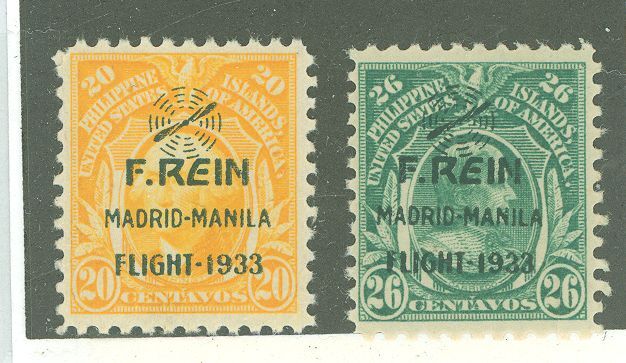 20 20
PHILIPPINE ISLANDS
UNITED STATES OF AMERICA
F.REIN
MADRID-MANILA
FLIGHT-1933
20 CENTAVOS 20
26 26
PHILIPPINE ISLANDS
UNITED STATES OF AMERICA
F.REIN
MADRID-MANILA
FLIGHT-1933
26 CENTAVOS 26